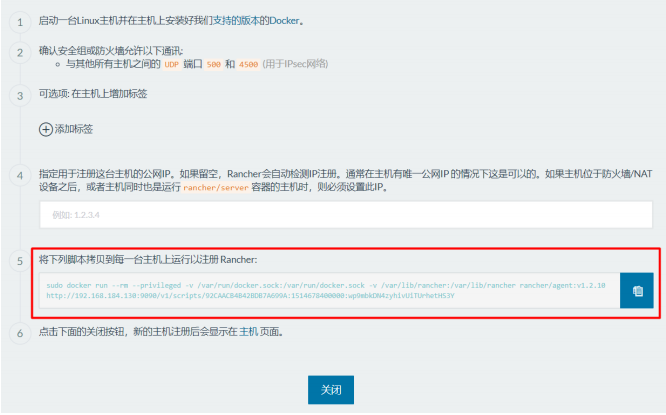 1 启动一台Linux主机并在主机上安装好我们支持的版本的Docker。
2 确认安全组或防火墙允许以下通讯:
与其他所有主机之间的 UDP 端口 500 和 4500 (用于IPsec网络)
3 可选项: 在主机上增加标签
添加标签
4 指定用于注册这台主机的公网IP。如果留空，Rancher会自动检测IP注册。通常在主机有唯一公网IP 的情况下这是可以的。如果主机位于防火墙/NAT
设备之后，或者主机同时也是运行 rancher/server 容器的主机时，则必须设置此IP。
例如: 1.2.3.4
5 将下列脚本拷贝到每一台主机上运行以注册 Rancher:
sudo docker run --rm --privileged -v /var/run/docker.sock:/var/run/docker.sock -v /var/lib/rancher:/var/lib/rancher rancher/agent:v1.2.10
http://192.168.184.130:9090/v1/scripts/92CAACB4B42BDB7A699A:1514678400000:wp9mbkDN4zyhivUITUrhatHS3Y
6 点击下面的关闭按钮，新的主机注册后会显示在 主机 页面。
关闭